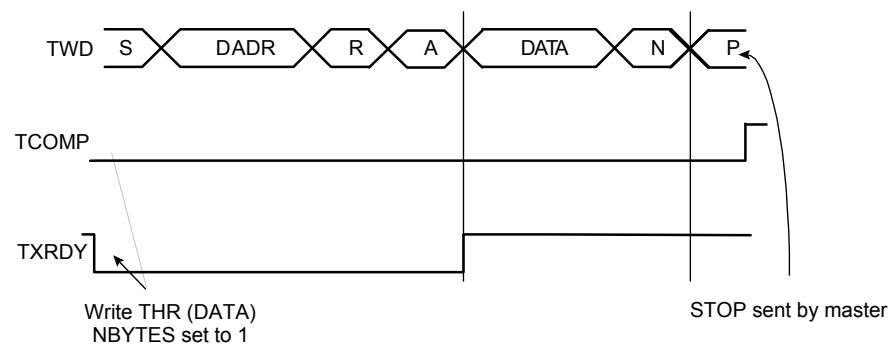 TWD S DADR R A DATA N P
TCOMP
TXRDY
Write THR (DATA)
NBYTES set to 1
STOP sent by master